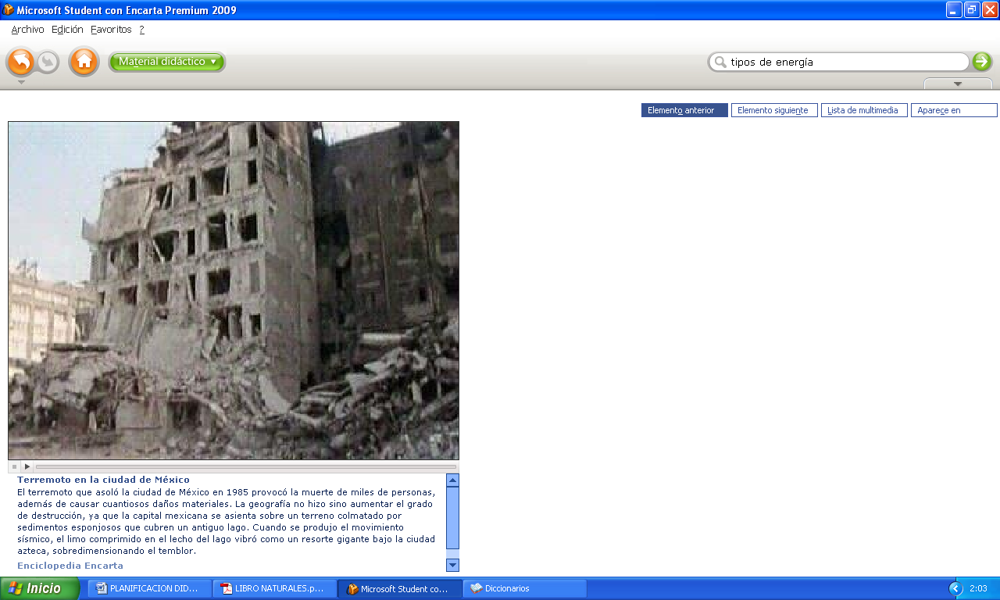 Microsoft Student con Encarta Premium 2009
Archivo Edición Favoritos ?
Material didáctico
tipos de energía
Elemento anterior Elemento siguiente Lista de multimedia Aparece en
Terremoto en la ciudad de México
El terremoto que asoló la ciudad de México en 1985 provocó la muerte de miles de personas,
además de causar cuantiosos daños materiales. La geografía no hizo sino aumentar el grado
de destrucción, ya que la capital mexicana se asienta sobre un terreno colmatado por
sedimentos esponjosos que cubren un antiguo lago. Cuando se produjo el movimiento
sísmico, el limo comprimido en el lecho del lago vibró como un resorte gigante bajo la ciudad
azteca, sobredimensionando el temblor.
Enciclopedia Encarta
Inicio PLANIFICACION DID... LIBRO NATURALES.p... Microsoft Student co... Diccionarios 2:03